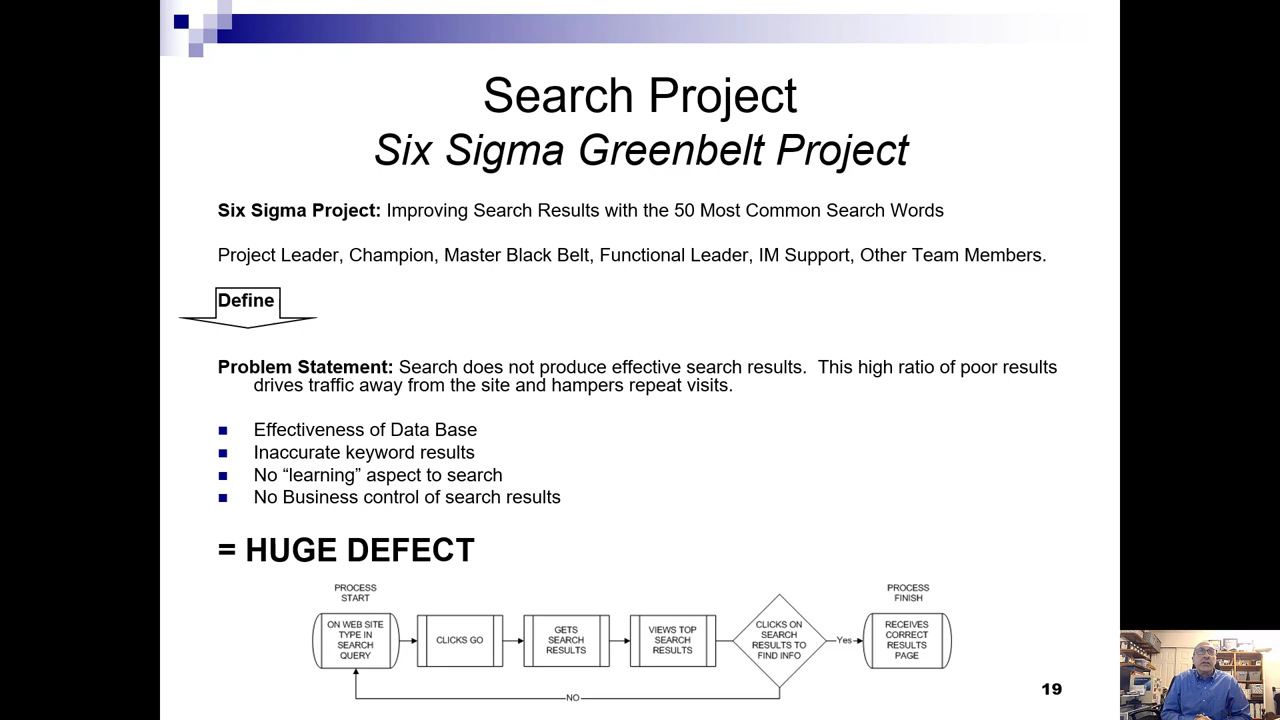 Search Project
Six Sigma Greenbelt Project
Six Sigma Project: Improving Search Results with the 50 Most Common Search Words
Project Leader, Champion, Master Black Belt, Functional Leader, IM Support, Other Team Members.
Define
Problem Statement: Search does not produce effective search results.  This high ratio of poor results
drives traffic away from the site and hampers repeat visits.
Effectiveness of Data Base
Inaccurate keyword results
No “learning” aspect to search
No Business control of search results
= HUGE DEFECT
PROCESS
START
ON WEB SITE
TYPE IN
SEARCH
QUERY
CLICKS GO
GETS
SEARCH
RESULTS
VIEWS TOP
SEARCH
RESULTS
CLICKS ON
SEARCH
RESULTS TO
FIND INFO
Yes
PROCESS
FINISH
RECEIVES
CORRECT
RESULTS
PAGE
NO
19